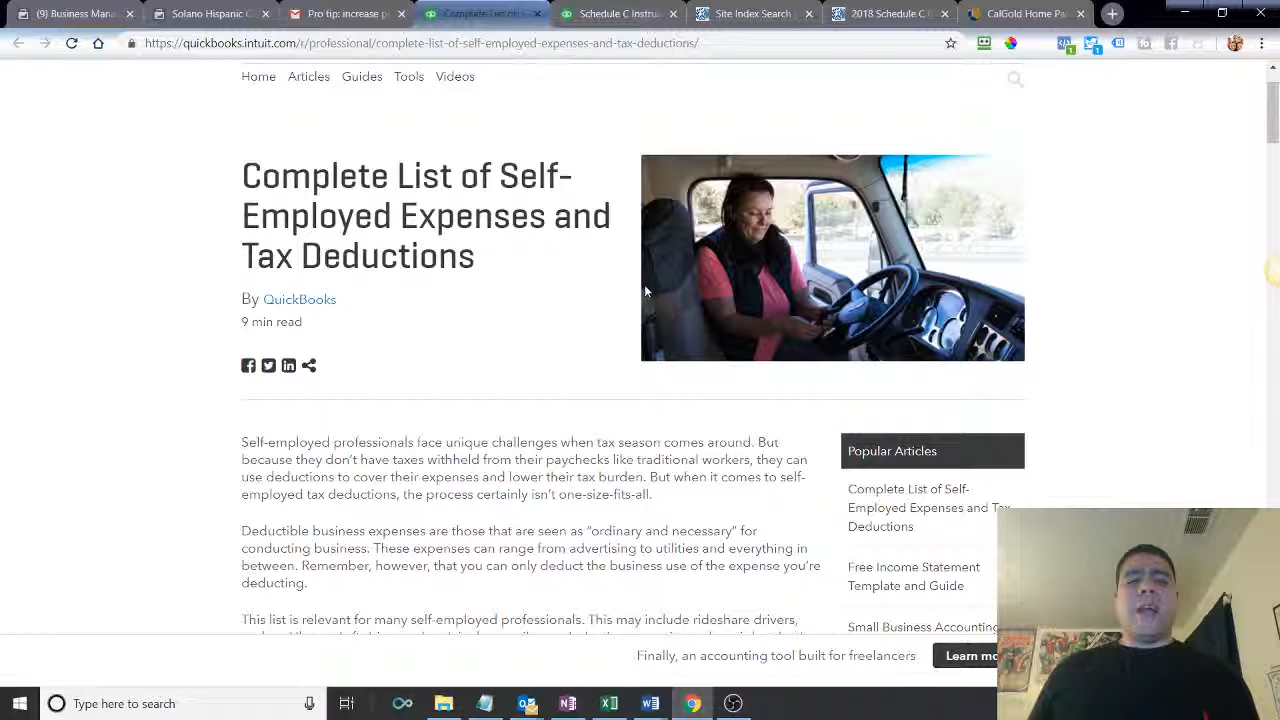 (9) Business Mana
Solano Hispanic C
Pro tip: increase p
Complete List of
Schedule C Instru
Site Index Search
2018 Schedule C (
CalGold Home Pa
https://quickbooks.intuit.com/r/professional/complete-list-of-self-employed-expenses-and-tax-deductions/
Home Articles Guides Tools Videos
Complete List of Self-
Employed Expenses and
Tax Deductions
By QuickBooks
9 min read
Self-employed professionals face unique challenges when tax season comes around. But
because they don't have taxes withheld from their paychecks like traditional workers, they can
use deductions to cover their expenses and lower their tax burden. But when it comes to self-
employed tax deductions, the process certainly isn't one-size-fits-all.
Deductible business expenses are those that are seen as "ordinary and necessary" for
conducting business. These expenses can range from advertising to utilities and everything in
between. Remember, however, that you can only deduct the business use of the expense you're
deducting.
This list is relevant for many self-employed professionals. This may include rideshare drivers,
Popular Articles
Complete List of Self-
Employed Expenses and Tax
Deductions
Free Income Statement
Template and Guide
Small Business Accounting
Finally, an accounting tool built for freelancers
Learn mo
Type here to search